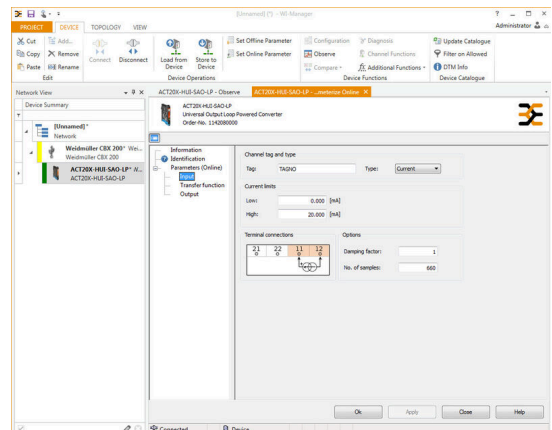 [Unnamed] (*) - WI-Manager
PROJECT DEVICE TOPOLOGY VIEW
Administrator
Cut Add...
Copy Remove
Paste Rename
Connect Disconnect
Load from Device
Store to Device
Set Offline Parameter
Set Online Parameter
Configuration
Observe
Compare
Diagnosis
Channel Functions
Additional Functions
Update Catalogue
Filter on Allowed
DTM Info
Edit
Device Operations
Device Functions
Device Catalogue
Network View
Device Summary
[Unnamed]*
Network
Weidmüller CBX 200* Wei...
Weidmüller CBX 200
ACT20X-HUI-SAO-LP*
ACT20X-HUI-SAO-LP
ACT20X-HUI-SAO-LP - Observe
ACT20X-HUI-SAO-LP - ...meterize Online
ACT20X-HUI-SAO-LP
Universal Output Loop Powered Converter
Order-No. 1142080000
Information
Identification
Parameters (Online)
Input
Transfer function
Output
Channel tag and type
Tag: TAGNO Type: Current
Current limits
Low: 0.000 [mA]
High: 20.000 [mA]
Terminal connections
21 22 11 12
Options
Damping factor: 1
No. of samples: 660
Ok Apply Close Help
Connected Device